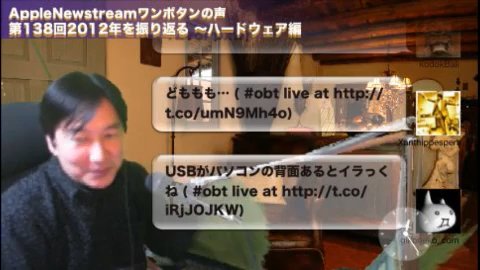 AppleNewstreamワンボタンの声
第138回2012年を振り返る 〜ハードウェア編
どももも… ( #obt live at http://
t.co/umN9Mh4o)
Xanthippesperi
USBがパソコンの背面あるとイラっく
ね ( #obt live at http://t.co/
iRjJOJKW)